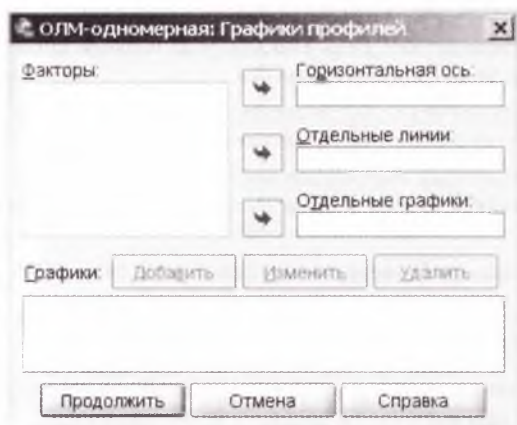 ОЛМ-одномерная: Графики профилей
Факторы:
Горизонтальная ось:
Отдельные линии:
Отдельные графики:
Графики: Добавить Изменить Удалить
Продолжить Отмена Справка